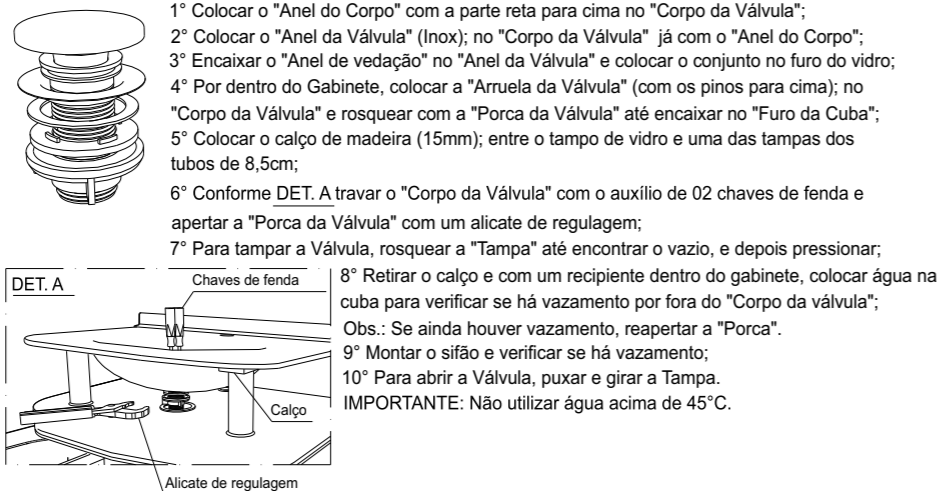 1° Colocar o "Anel do Corpo" com a parte reta para cima no "Corpo da Válvula";
2° Colocar o "Anel da Válvula" (Inox); no "Corpo da Válvula" já com o "Anel do Corpo";
3° Encaixar o "Anel de vedação" no "Anel da Válvula" e colocar o conjunto no furo do vidro;
4° Por dentro do Gabinete, colocar a "Arruela da Válvula" (com os pinos para cima); no
"Corpo da Válvula" e rosquear com a "Porca da Válvula" até encaixar no "Furo da Cuba";
5° Colocar o calço de madeira (15mm); entre o tampo de vidro e uma das tampas dos
tubos de 8,5cm;
6° Conforme DET. A travar o "Corpo da Válvula" com o auxílio de 02 chaves de fenda e
apertar a "Porca da Válvula" com um alicate de regulagem;
7° Para tampar a Válvula, rosquear a "Tampa" até encontrar o vazio, e depois pressionar;
8° Retirar o calço e com um recipiente dentro do gabinete, colocar água na
cuba para verificar se há vazamento por fora do "Corpo da válvula";
Obs.: Se ainda houver vazamento, reapertar a "Porca".
9° Montar o sifão e verificar se há vazamento;
10° Para abrir a Válvula, puxar e girar a Tampa.
IMPORTANTE: Não utilizar água acima de 45°C.
DET. A
Chaves de fenda
Calço
Alicate de regulagem